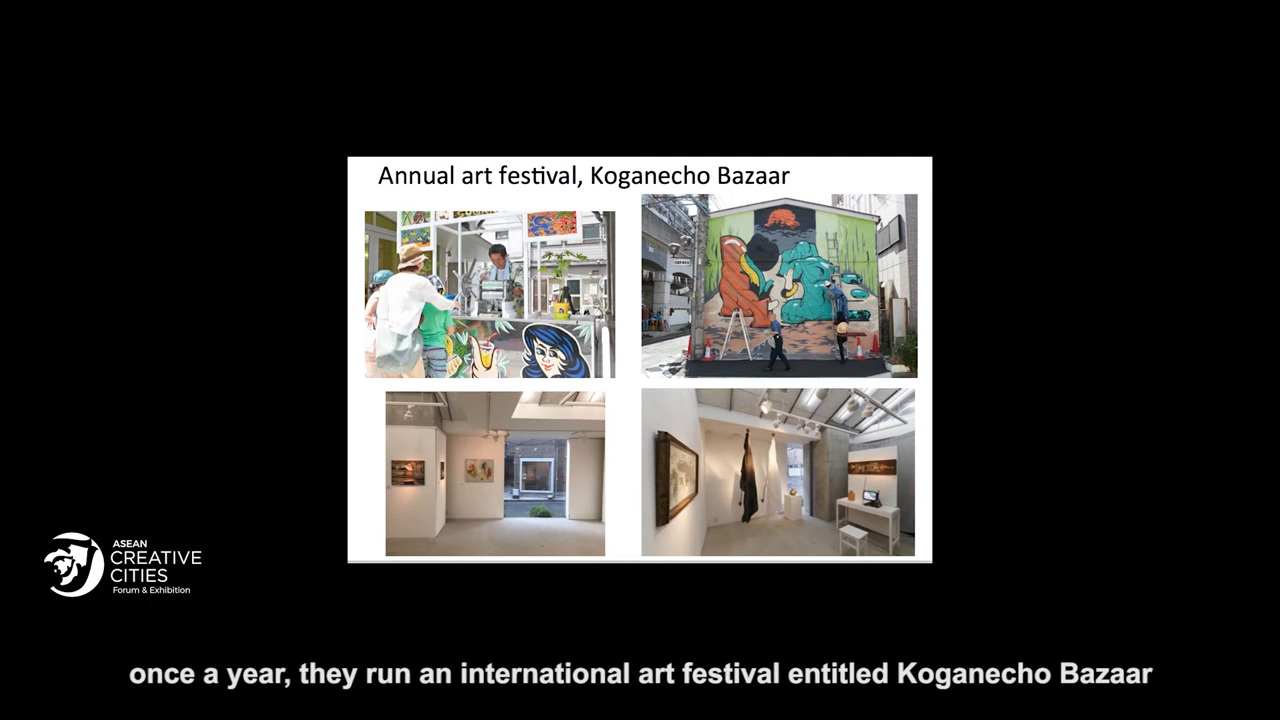 Annual art festival, Koganecho Bazaar
ASEAN
CREATIVE
CITIES
Forum & Exhibition
once a year, they run an international art festival entitled Koganecho Bazaar